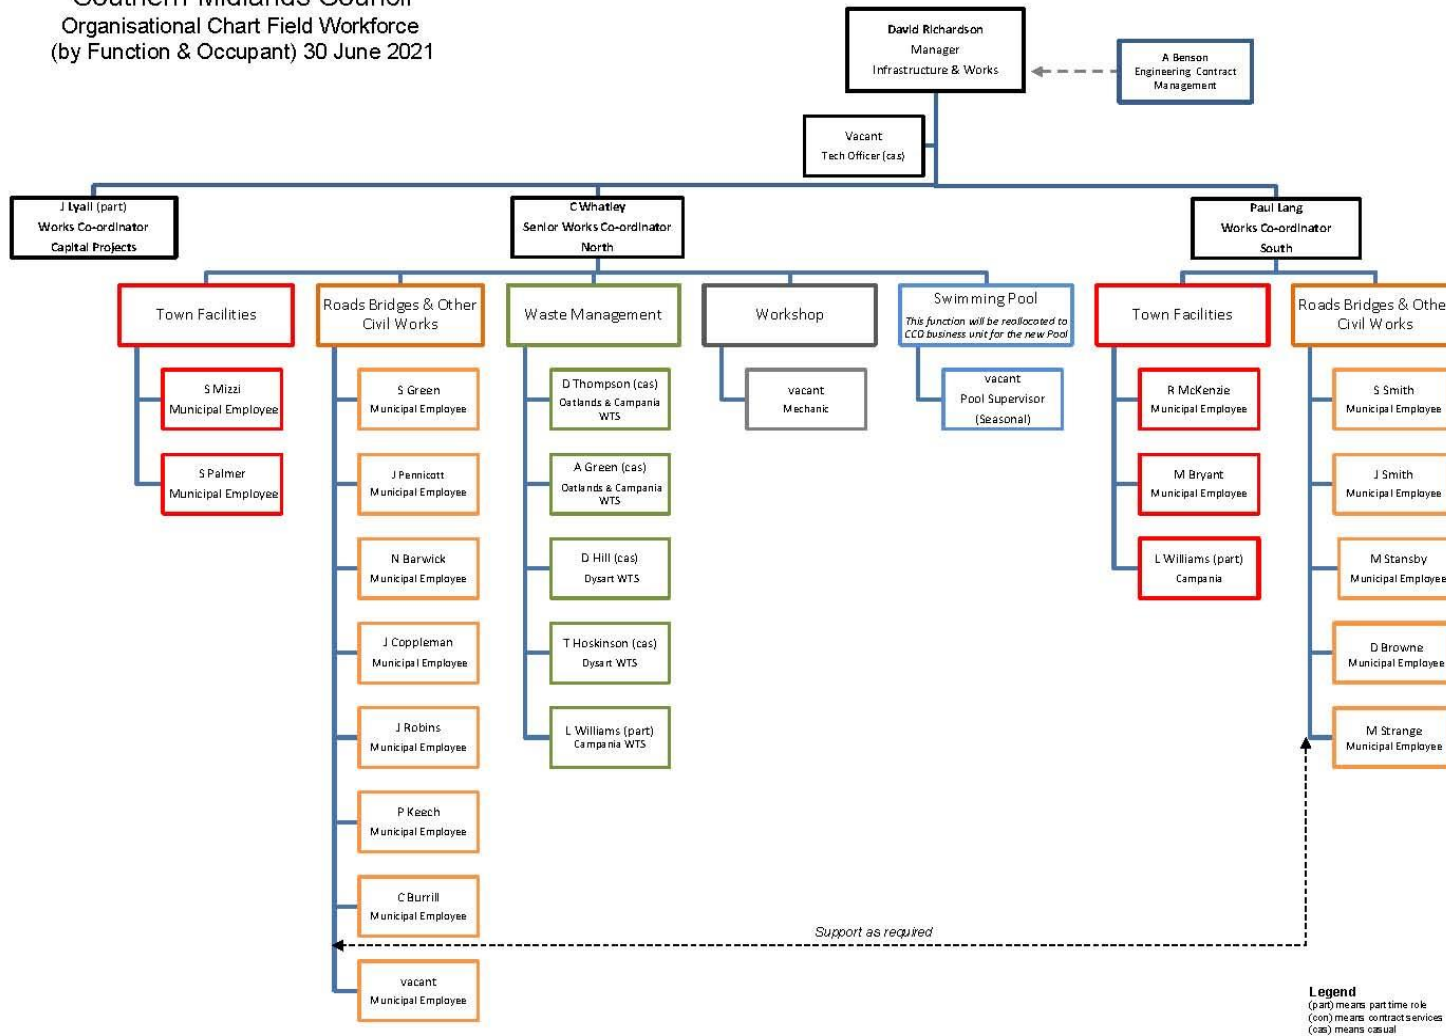 Southern Midlands Council
Organisational Chart Field Workforce
(by Function & Occupant) 30 June 2021
David Richardson
Manager
Infrastructure & Works
A Benson
Engineering Contract
Management
Vacant
Tech Officer (cas)
J Lyall (part)
Works Co-ordinator
Capital Projects
C Whatley
Senior Works Co-ordinator
North
Paul Lang
Works Co-ordinator
South
Town Facilities
S Mizzi
Municipal Employee
S Palmer
Municipal Employee
Roads Bridges & Other
Civil Works
S Green
Municipal Employee
J Pennicott
Municipal Employee
N Barwick
Municipal Employee
J Coppleman
Municipal Employee
J Robins
Municipal Employee
P Keech
Municipal Employee
C Burrill
Municipal Employee
vacant
Municipal Employee
Waste Management
D Thompson (cas)
Oatlands & Campania
WTS
A Green (cas)
Oatlands & Campania
WTS
D Hill (cas)
Dysart WTS
T Hoskinson (cas)
Dysart WTS
L Williams (part)
Campania WTS
Workshop
vacant
Mechanic
Swimming Pool
This function will be reallocated to
CCD business unit for the new Pool
vacant
Pool Supervisor
(Seasonal)
Town Facilities
R McKenzie
Municipal Employee
M Bryant
Municipal Employee
L Williams (part)
Campania
Roads Bridges & Othe
Civil Works
S Smith
Municipal Employee
J Smith
Municipal Employee
M Stansby
Municipal Employee
D Browne
Municipal Employee
M Strange
Municipal Employee
Support as required
Legend
(part) means part time role
(con) means contract services
(cas) means casual